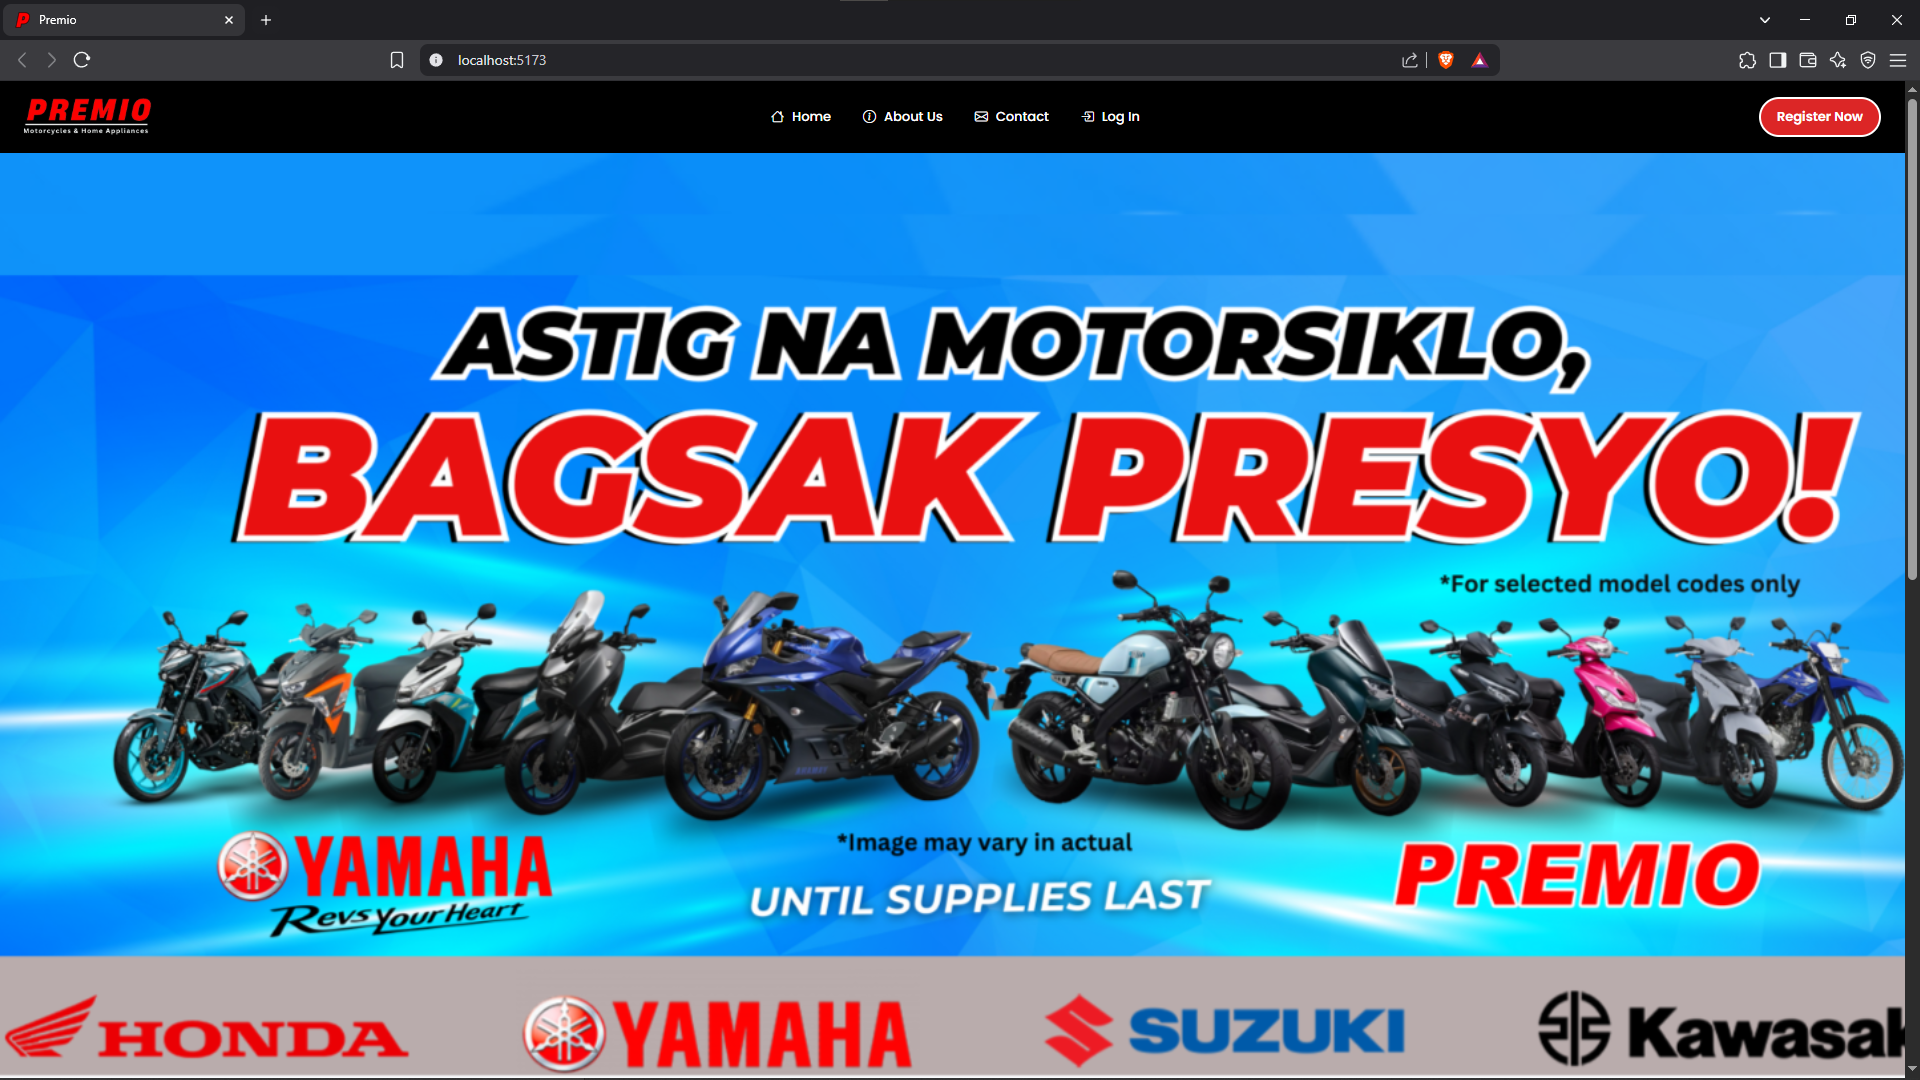 Premio
localhost:5173
PREMIO
Motorcycles & Home Appliances
Home
About Us
Contact
Log In
Register Now
ASTIG NA MOTORSIKLO,
BAGSAK PRESYO!
*For selected model codes only
YAMAHA
Revs Your Heart
*Image may vary in actual
UNTIL SUPPLIES LAST
PREMIO
HONDA
YAMAHA
SUZUKI
Kawasak